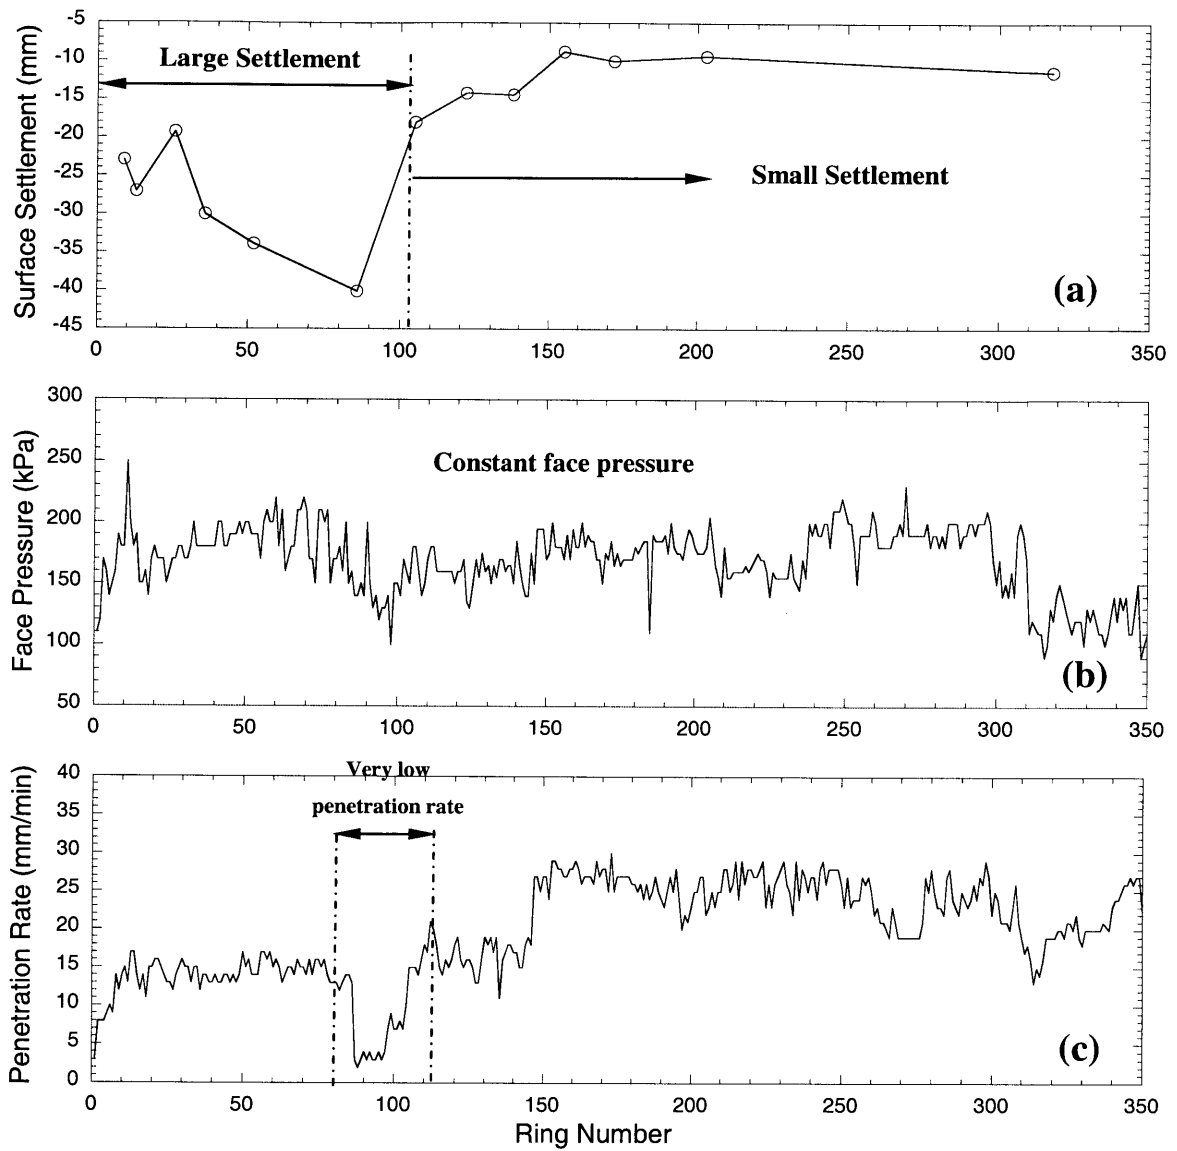 -5
-10
-15
-20
-25
-30
-35
-40
-45
Surface Settlement (mm)
Large Settlement
Small Settlement
(a)
0 50 100 150 200 250 300 350
300
250
200
150
100
50
Face Pressure (kPa)
Constant face pressure
(b)
0 50 100 150 200 250 300 350
40
35
30
25
20
15
10
5
0
Penetration Rate (mm/min)
Very low
penetration rate
(c)
0 50 100 150 200 250 300 350
Ring Number